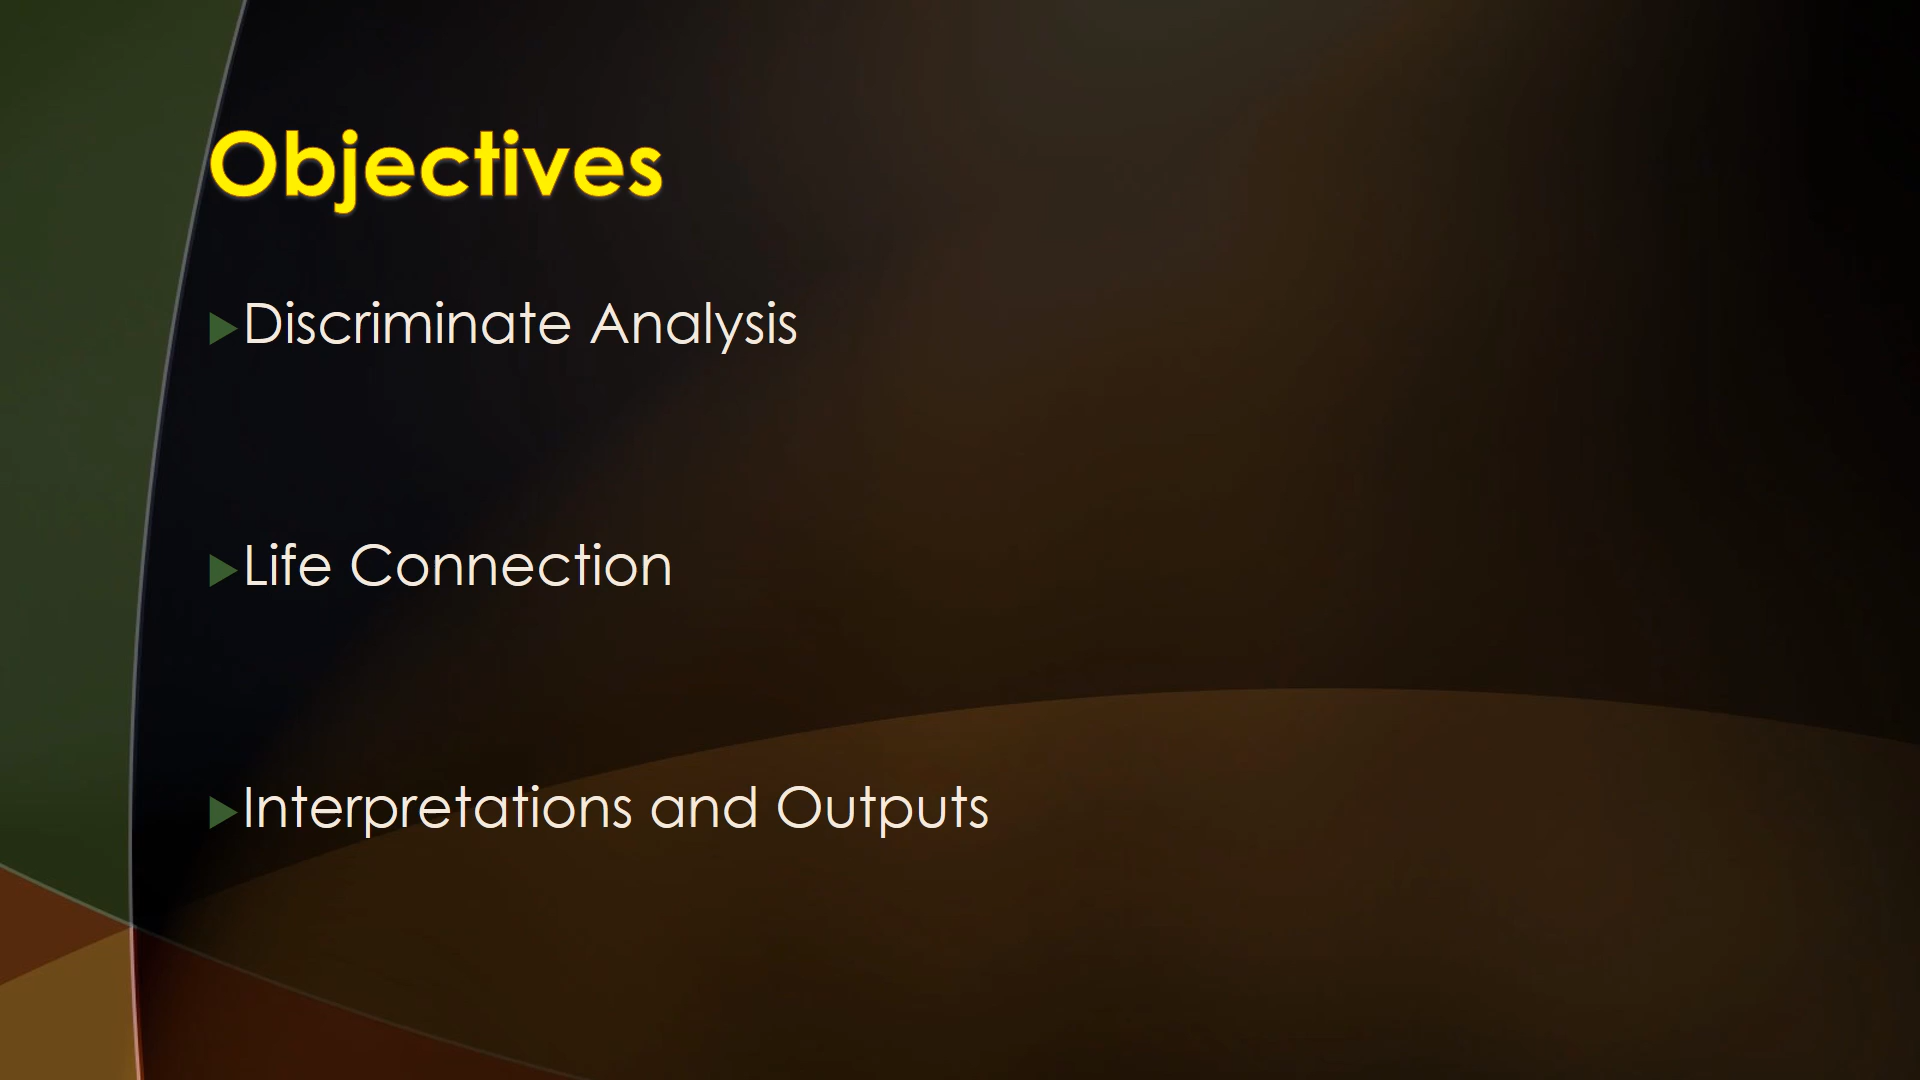 Objectives
Discriminate Analysis
Life Connection
Interpretations and Outputs